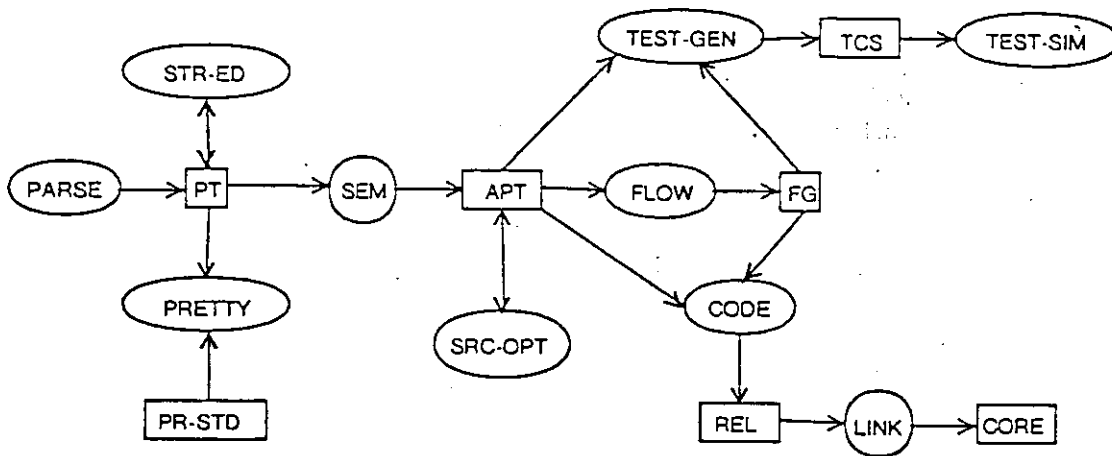 TEST-GEN
TCS
TEST-SIM
STR-ED
PARSE
PT
SEM
APT
FLOW
FG
PRETTY
CODE
SRC-OPT
PR-STD
REL
LINK
CORE